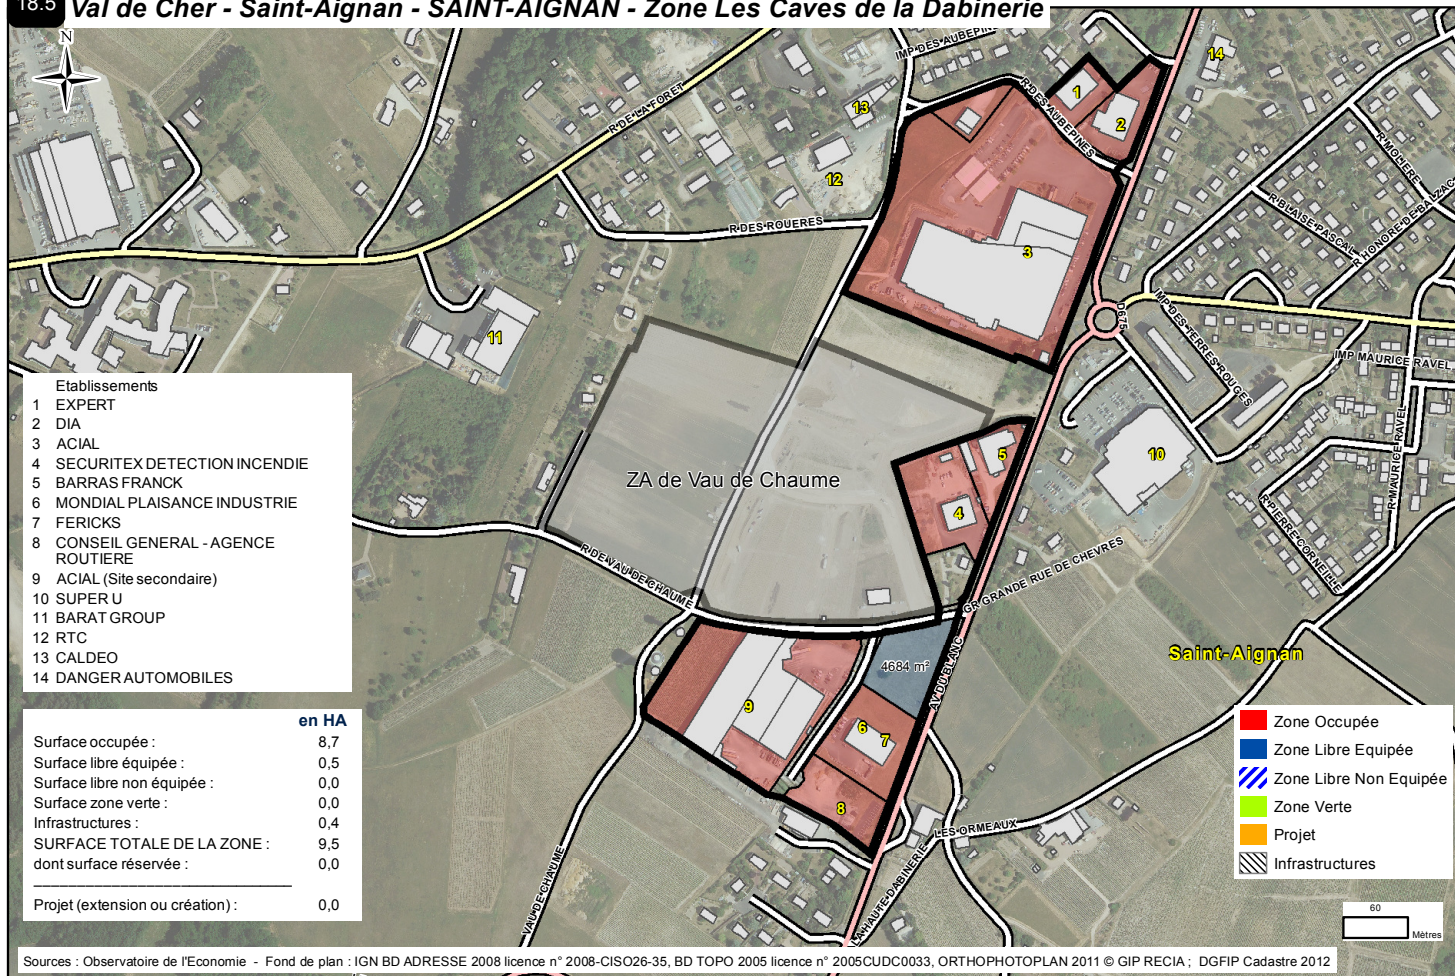 18.5 Val de Cher - Saint-Aignan - SAINT-AIGNAN - Zone Les Caves de la Dabinerie
N
IMP DES AUBEPIN
14
R DE LA FORET
13
R DES AUBEPINES
1
2
12
R MOLIERE
R BLAISE PASCAL
R HONORE DE BALZAC
R DES ROUERES
3
11
D675
IMP DES TERRES ROUGES
IMP MAURICE RAVEL
R MAURICE RAVEL
10
5
4
ZA de Vau de Chaume
R PIERRE CORNEILLE
R DE VAU DE CHAUME
GR GRANDE RUE DE CHEVRES
Saint-Aignan
4684 m²
AV DU BLANC
9
6
7
8
LES ORMEAUX
LA HAUTE-DABINERIE
VAU DE CHAUME
Etablissements
1 EXPERT
2 DIA
3 ACIAL
4 SECURITEX DETECTION INCENDIE
5 BARRAS FRANCK
6 MONDIAL PLAISANCE INDUSTRIE
7 FERICKS
8 CONSEIL GENERAL - AGENCE
ROUTIERE
9 ACIAL (Site secondaire)
10 SUPER U
11 BARAT GROUP
12 RTC
13 CALDEO
14 DANGER AUTOMOBILES
en HA
Surface occupée : 8,7
Surface libre équipée : 0,5
Surface libre non équipée : 0,0
Surface zone verte : 0,0
Infrastructures : 0,4
SURFACE TOTALE DE LA ZONE : 9,5
dont surface réservée : 0,0
Projet (extension ou création) : 0,0
Zone Occupée
Zone Libre Equipée
Zone Libre Non Equipée
Zone Verte
Projet
Infrastructures
60
Mètres
Sources : Observatoire de l'Economie - Fond de plan : IGN BD ADRESSE 2008 licence n° 2008-CISO26-35, BD TOPO 2005 licence n° 2005CUDC0033, ORTHOPHOTOPLAN 2011 © GIP RECIA ; DGFIP Cadastre 2012